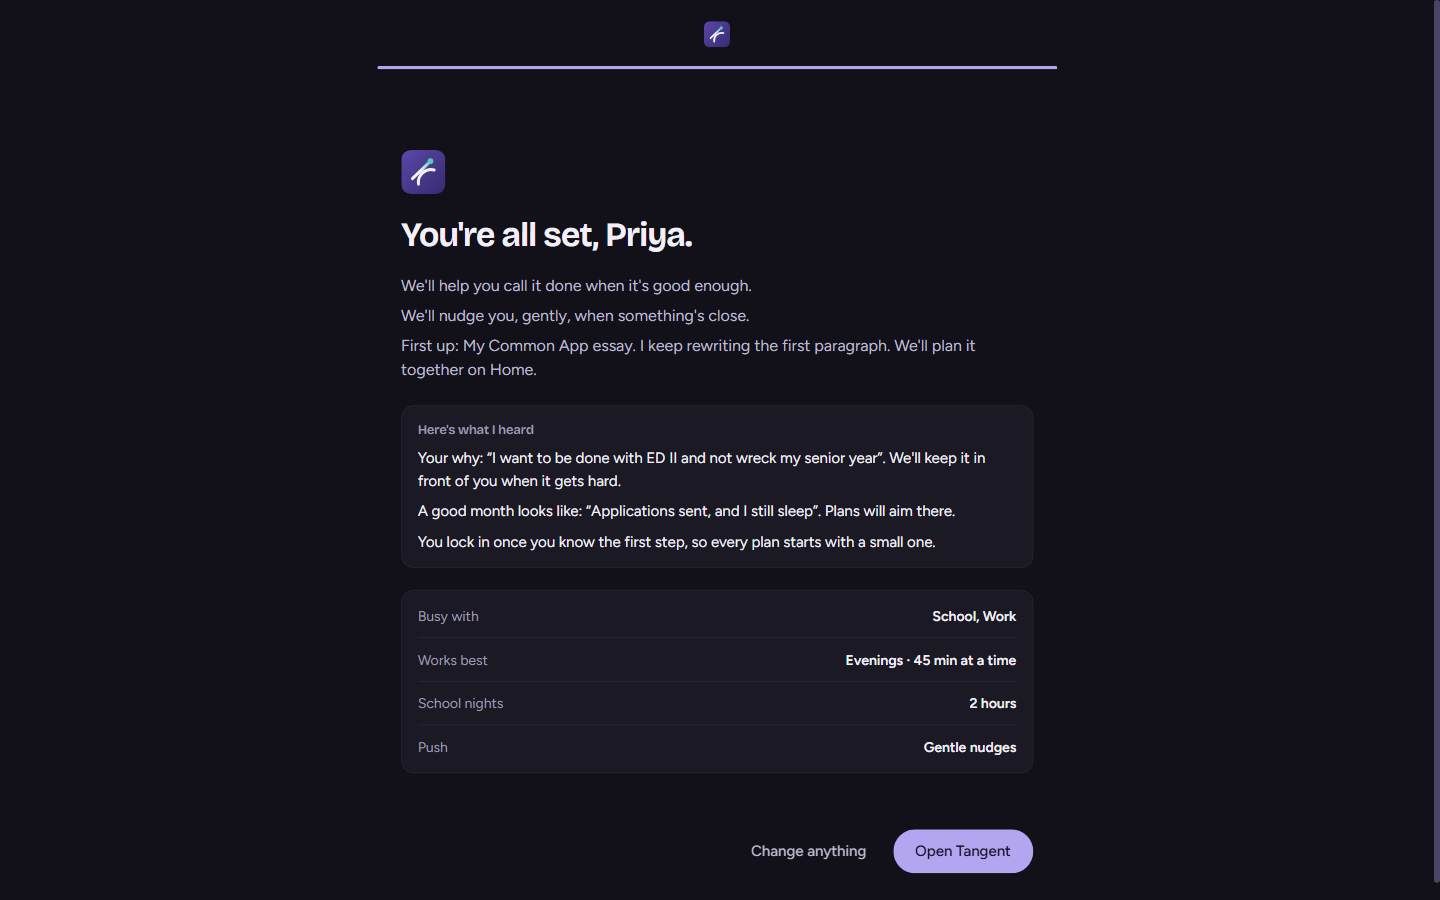 You're all set, Priya.
We'll help you call it done when it's good enough.
We'll nudge you, gently, when something's close.
First up: My Common App essay. I keep rewriting the first paragraph. We'll plan it
together on Home.
Here's what I heard
Your why: “I want to be done with ED II and not wreck my senior year”. We'll keep it in
front of you when it gets hard.
A good month looks like: “Applications sent, and I still sleep”. Plans will aim there.
You lock in once you know the first step, so every plan starts with a small one.
Busy with School, Work
Works best Evenings · 45 min at a time
School nights 2 hours
Push Gentle nudges
Change anything Open Tangent